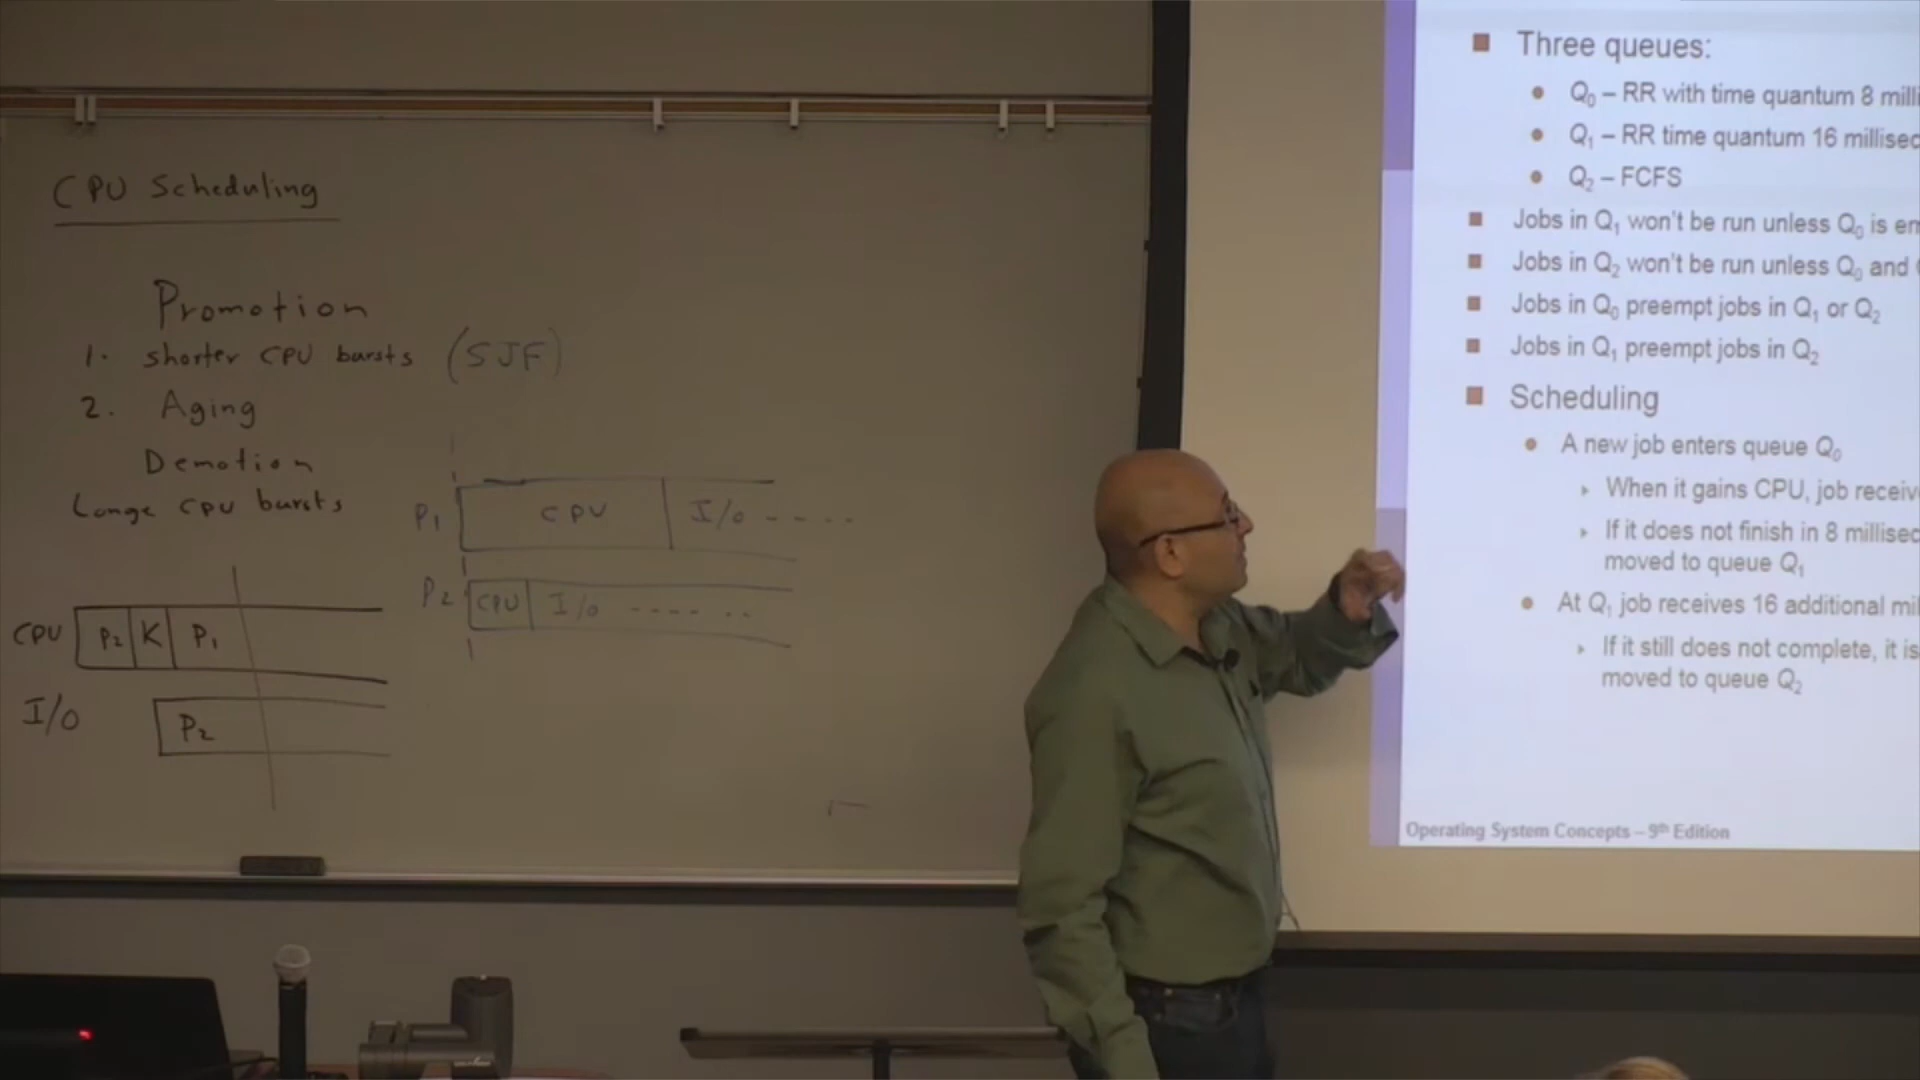 CPU Scheduling
Promotion
1. shorter CPU bursts (SJF)
2. Aging
Demotion
Longe CPU bursts
P1 CPU I/O - - - -
P2 CPU I/O - - - - - -
CPU P2 K P1
I/O P2
Three queues:
Q0 – RR with time quantum 8
Q1 – RR time quantum 16
Q2 – FCFS
Jobs in Q1 won't be run unless Q0 is
Jobs in Q2 won't be run unless Q0 and
Jobs in Q0 preempt jobs in Q1 or Q2
Jobs in Q1 preempt jobs in Q2
Scheduling
A new job enters queue Q0
When it gains CPU, job
If it does not finish in 8
moved to queue Q1
At Q1 job receives 16 additional
If it still does not complete, it is
moved to queue Q2
Operating System Concepts – 9th Edition